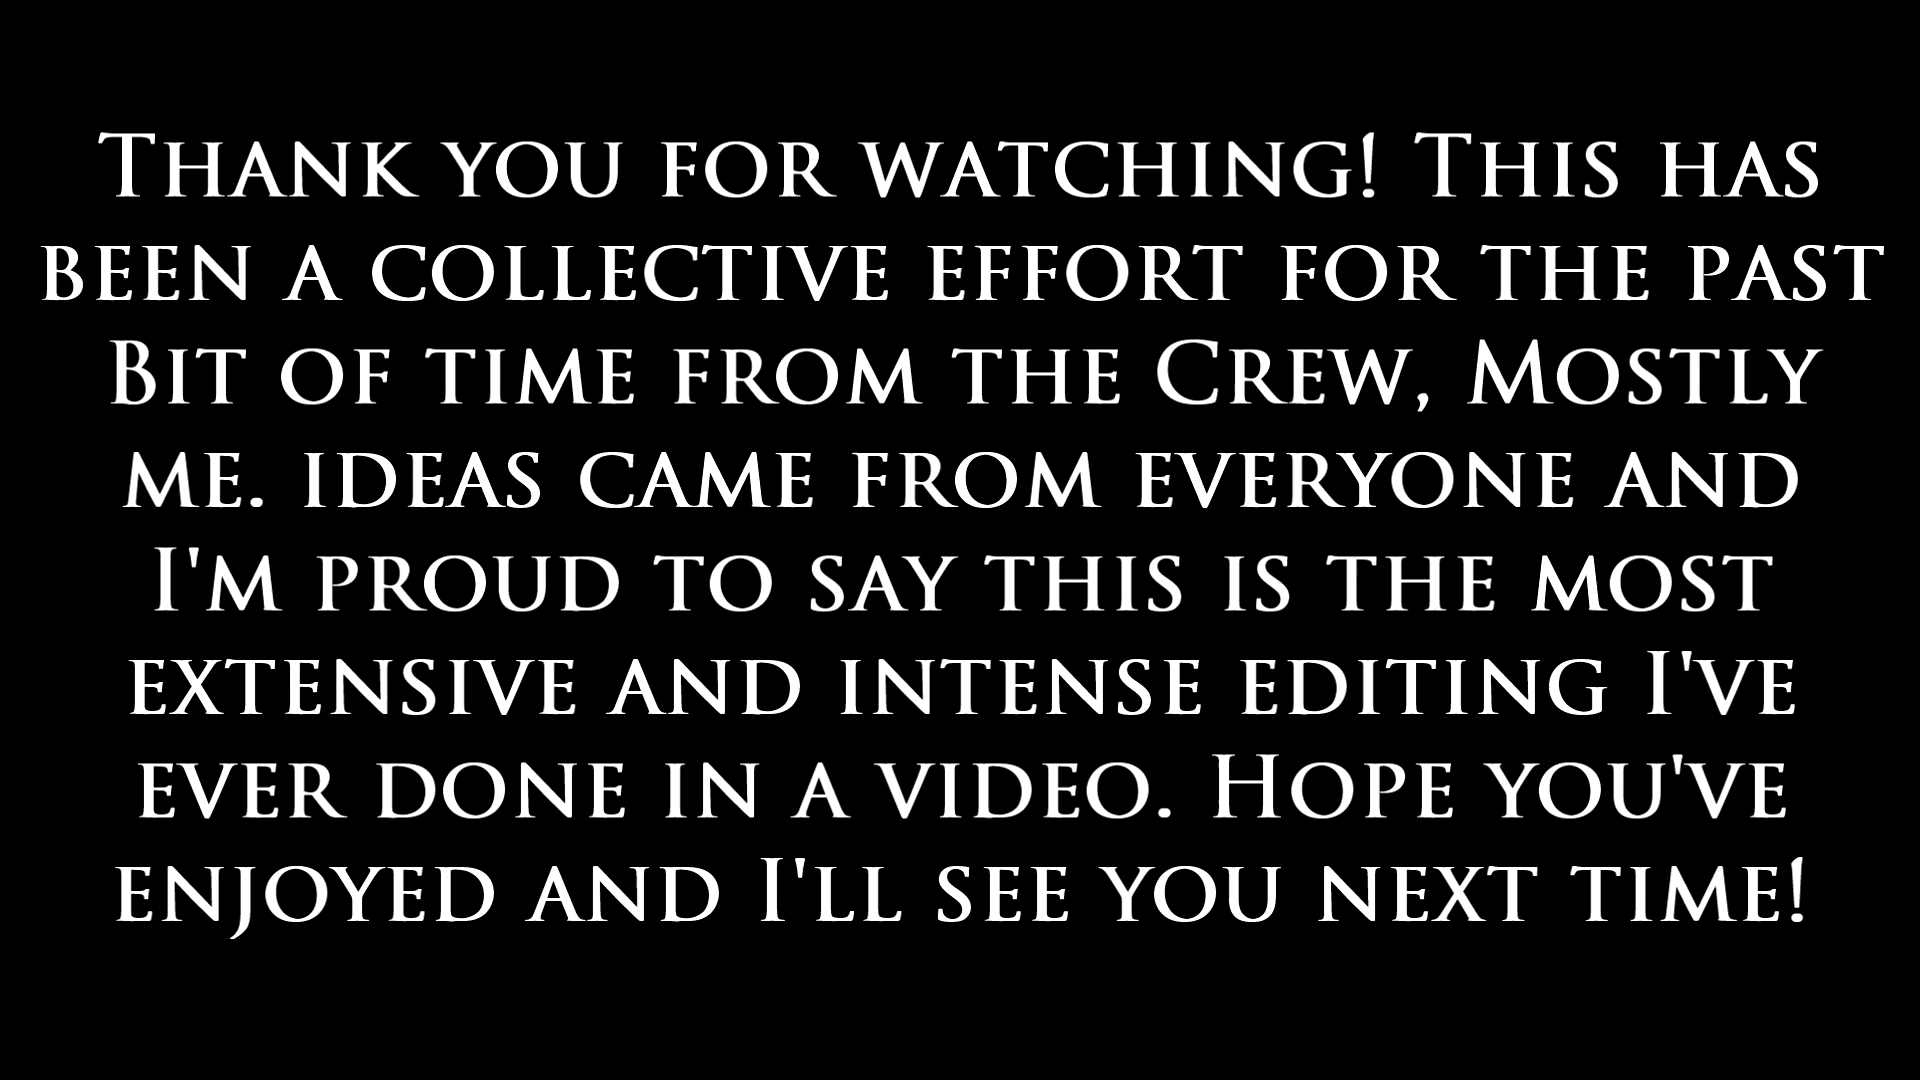 Thank you for watching! This has
been a collective effort for the past
Bit of time from the Crew, Mostly
me. ideas came from everyone and
I'm proud to say this is the most
extensive and intense editing I've
ever done in a video. Hope you've
enjoyed and I'll see you next time!